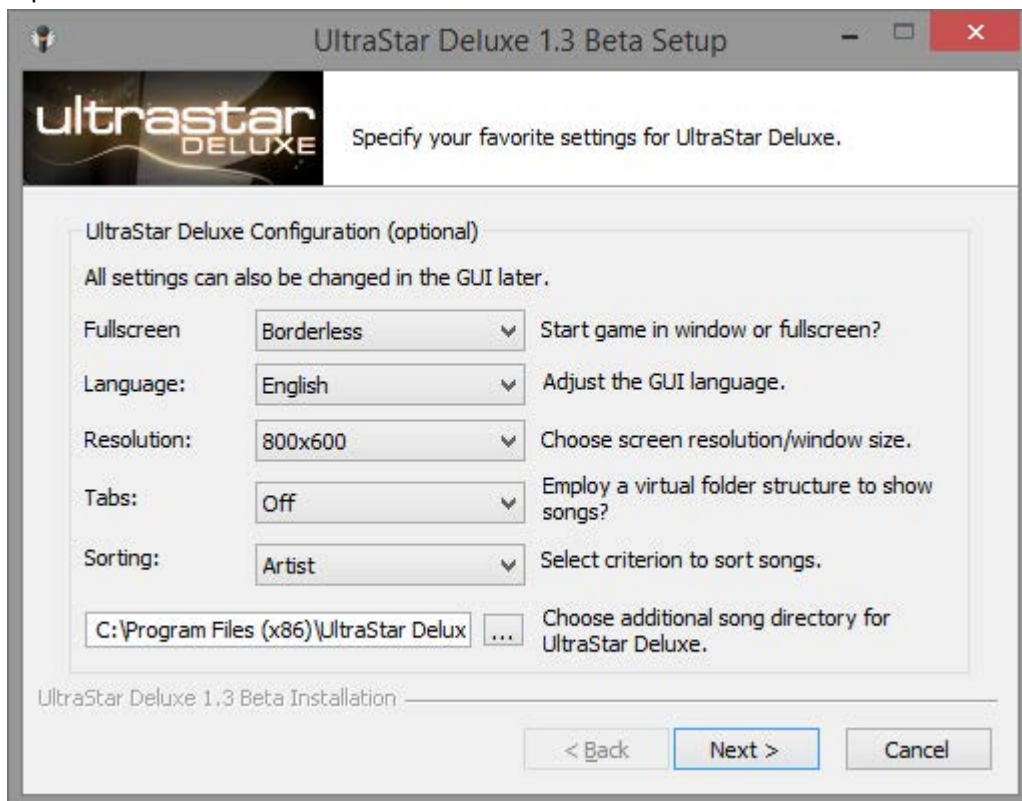 UltraStar Deluxe 1.3 Beta Setup
ultrastar
DELUXE
Specify your favorite settings for UltraStar Deluxe.
UltraStar Deluxe Configuration (optional)
All settings can also be changed in the GUI later.
Fullscreen Borderless Start game in window or fullscreen?
Language: English Adjust the GUI language.
Resolution: 800x600 Choose screen resolution/window size.
Tabs: Off Employ a virtual folder structure to show
songs?
Sorting: Artist Select criterion to sort songs.
C:\Program Files (x86)\UltraStar Delux ... Choose additional song directory for
UltraStar Deluxe.
UltraStar Deluxe 1.3 Beta Installation
< Back Next > Cancel